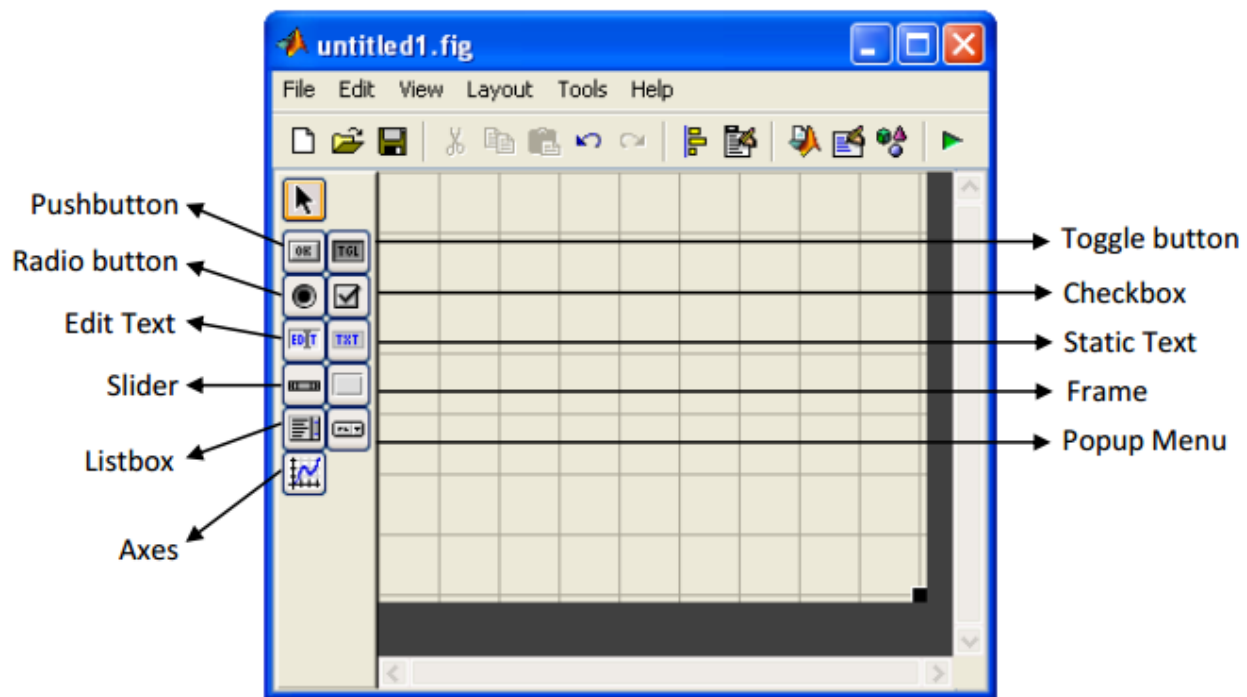 untitled1.fig
File Edit View Layout Tools Help
Pushbutton
OK
TGL
Toggle button
Radio button
Checkbox
Edit Text
EDIT
TXT
Static Text
Slider
Frame
Listbox
Popup Menu
Axes